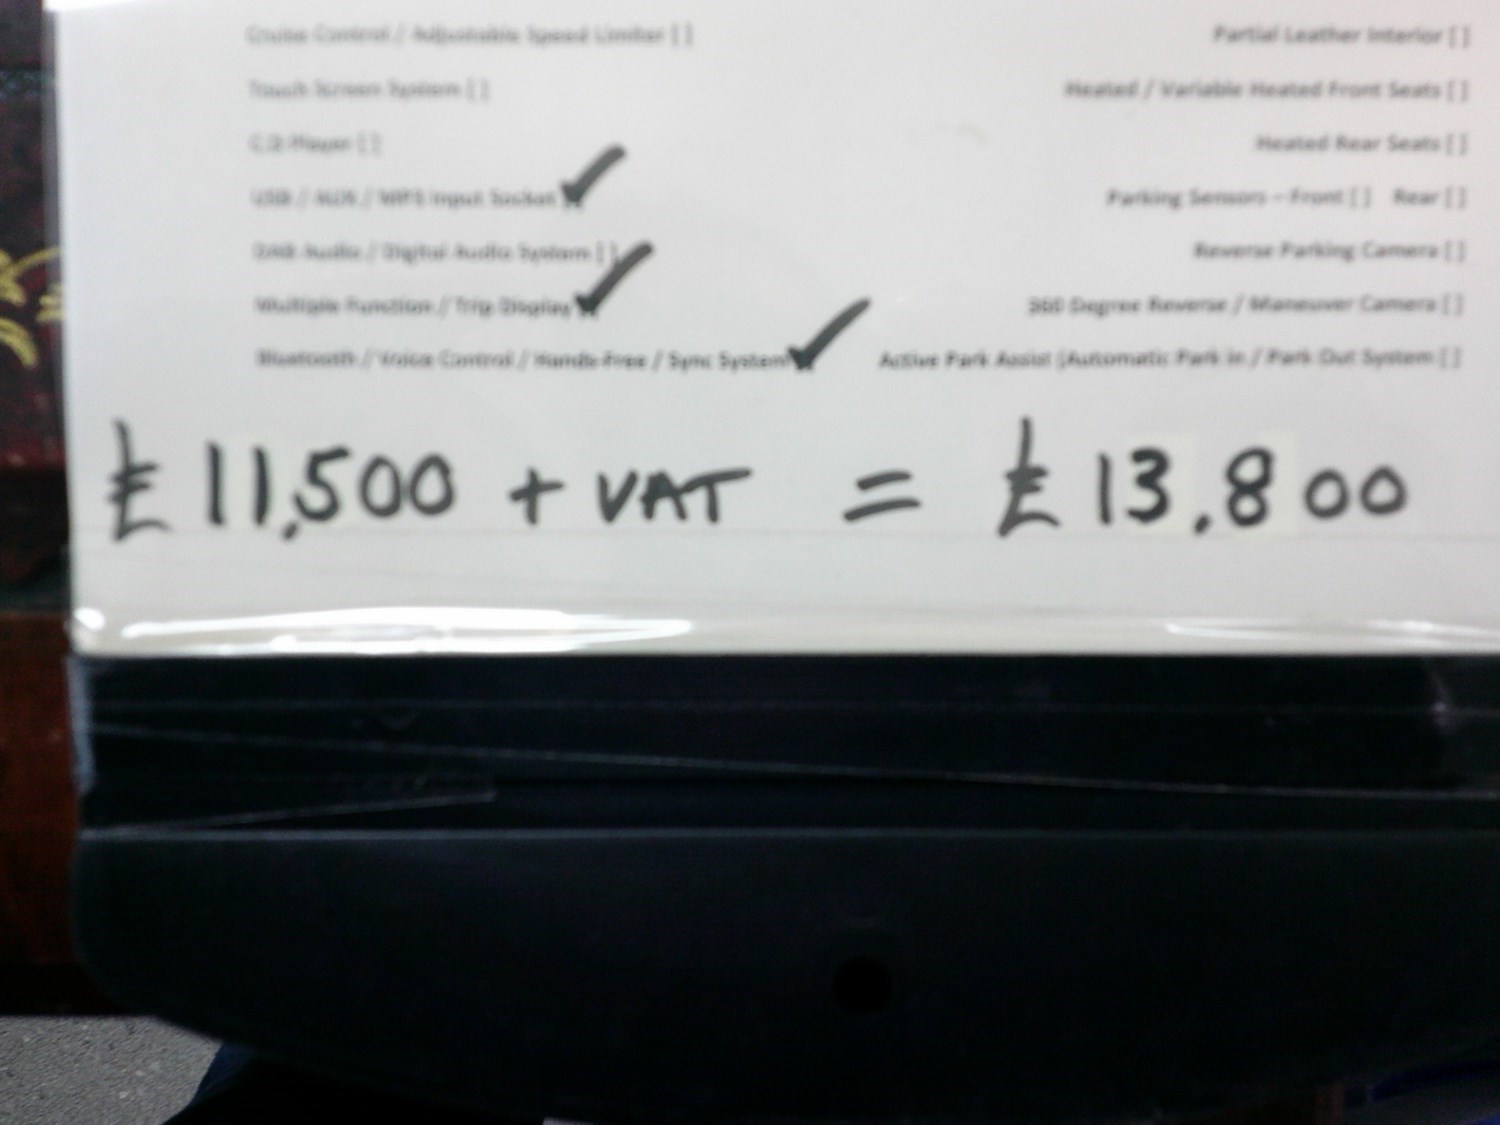 Cruise Control / Adjustable Speed Limiter [ ] Partial Leather Interior [ ]
Touch Screen System [ ] Heated / Variable Heated Front Seats [ ]
C.D Player [ ] Heated Rear Seats [ ]
USB / AUX / MP3 Input Socket ✓ Parking Sensors – Front [ ] Rear [ ]
DAB Audio / Digital Audio System [ ] Reverse Parking Camera [ ]
Multiple Function / Trip Display ✓ 360 Degree Reverse / Maneuver Camera [ ]
Bluetooth / Voice Control / Hands-Free / Sync System ✓ Active Park Assist (Automatic Park in / Park Out System [ ]
£11,500 + VAT = £13,800